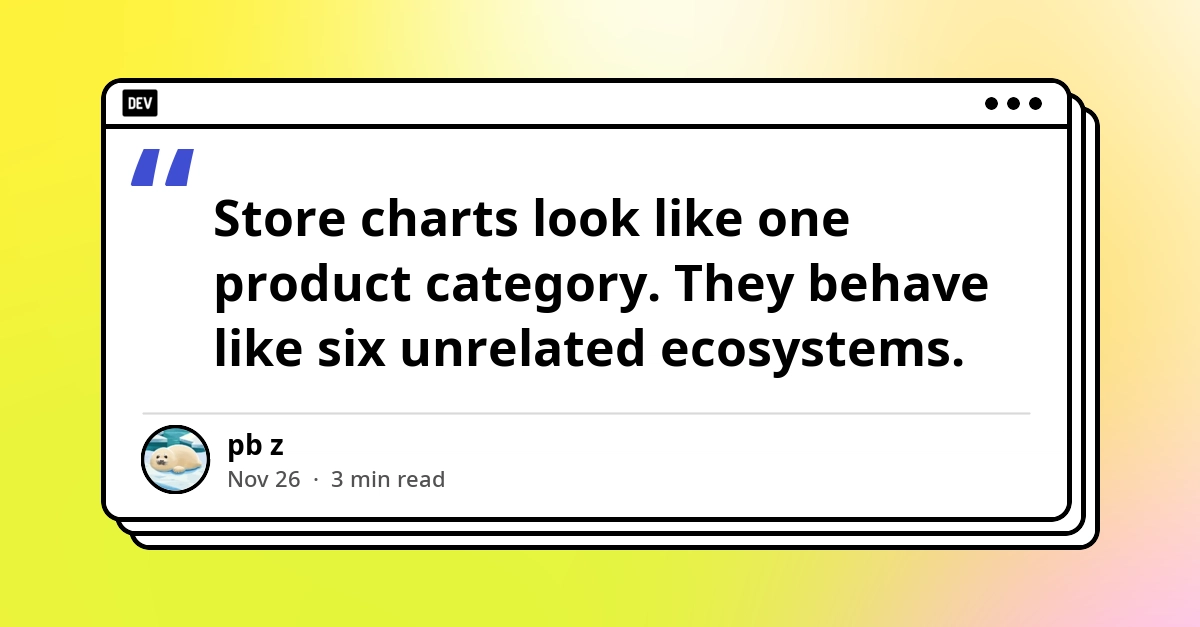 DEV
“
Store charts look like one
product category. They behave
like six unrelated ecosystems.
pb z
Nov 26 · 3 min read